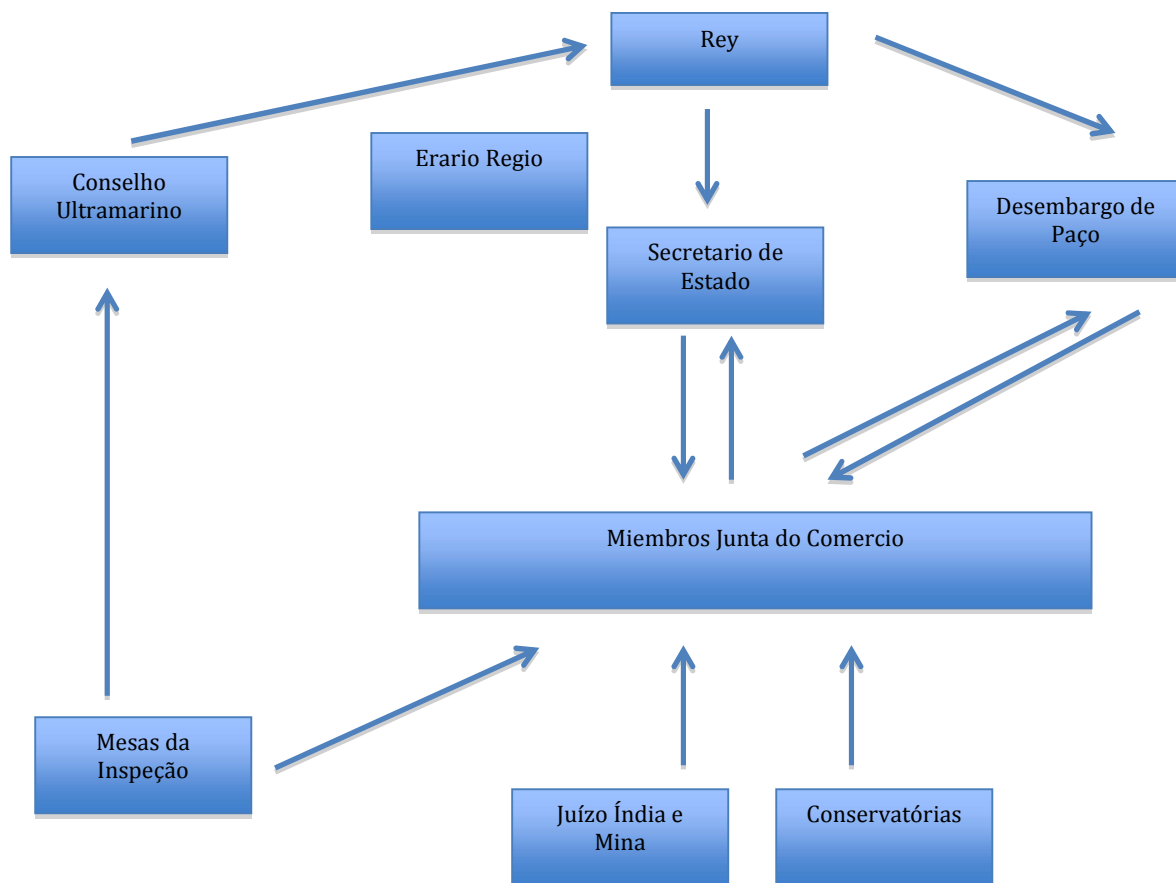 Rey
Erario Regio
Conselho
Ultramarino
Desembargo de
Paço
Secretario de
Estado
Miembros Junta do Comercio
Mesas da
Inspeção
Juízo Índia e
Mina
Conservatórias